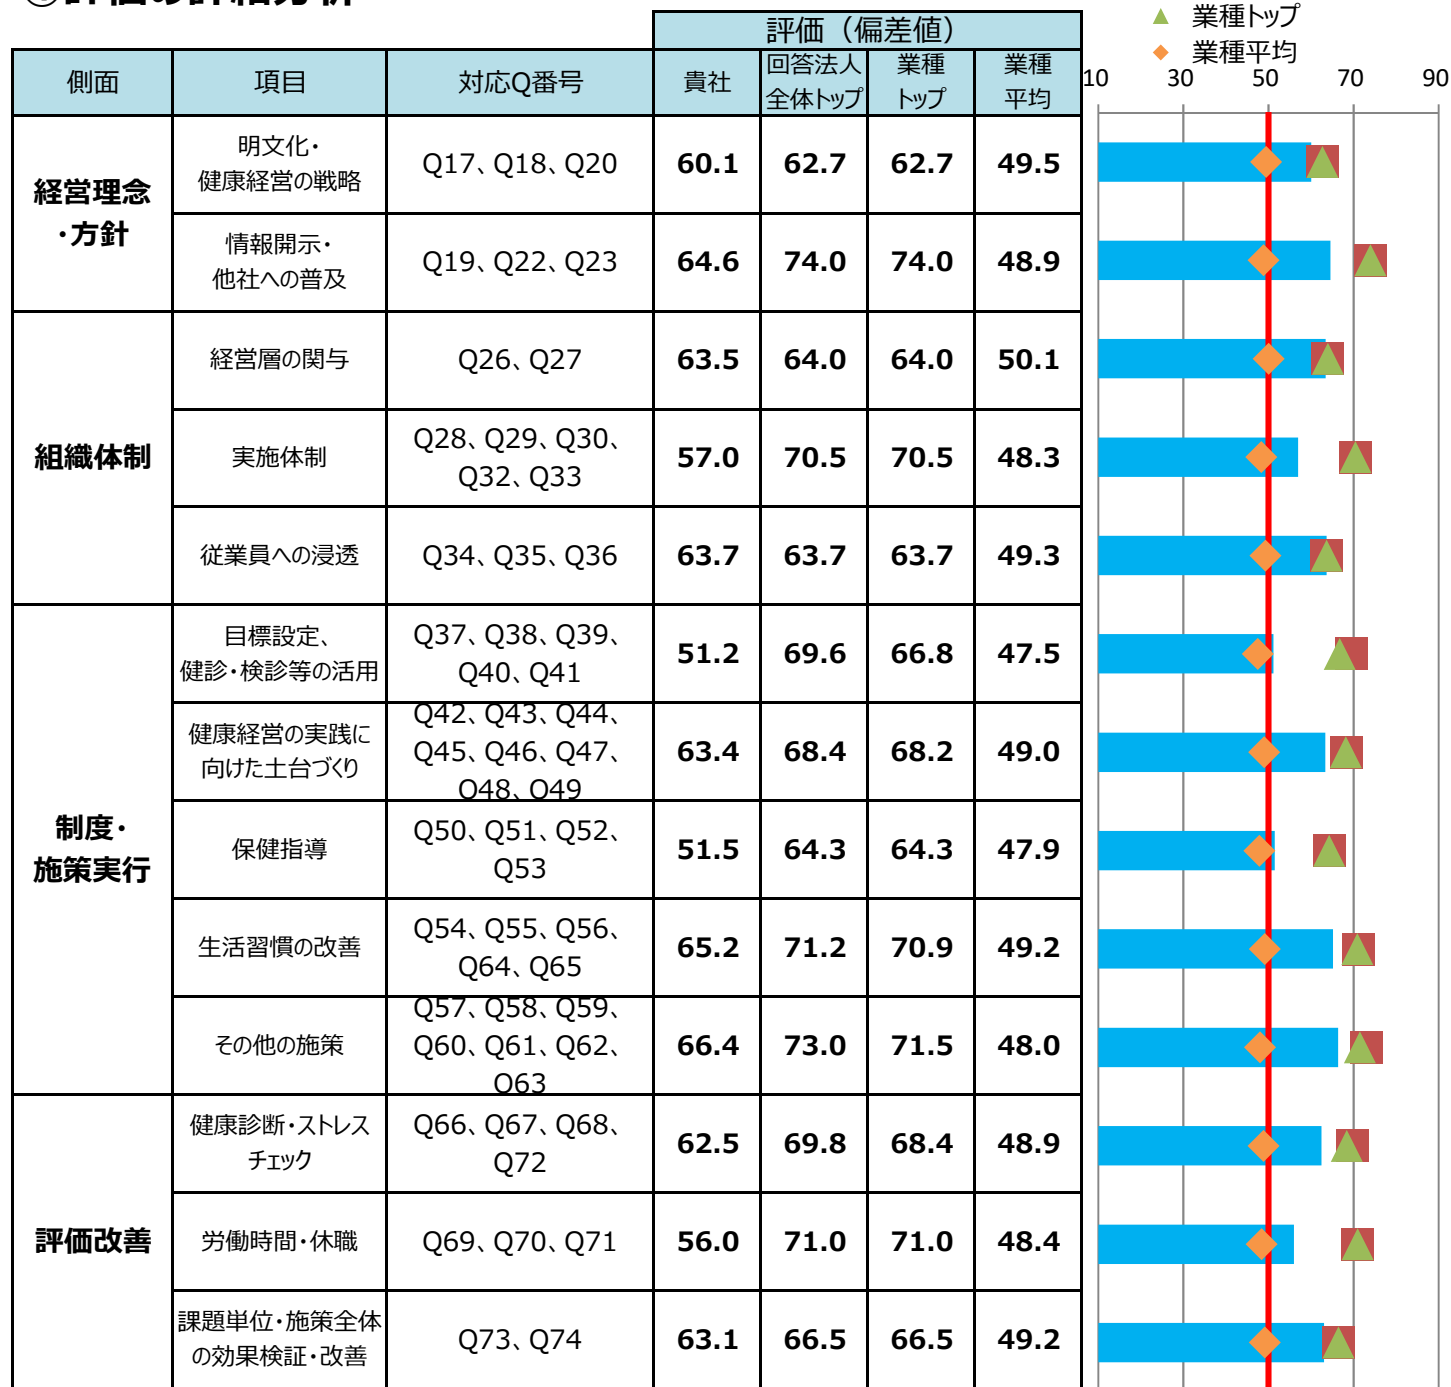 ①評価の詳細分析
評価（偏差値）
▲ 業種トップ
◆ 業種平均
側面 項目 対応Q番号 貴社 回答法人全体トップ 業種トップ 業種平均
10 30 50 70 90
経営理念・方針
明文化・健康経営の戦略 Q17、Q18、Q20 60.1 62.7 62.7 49.5
情報開示・他社への普及 Q19、Q22、Q23 64.6 74.0 74.0 48.9
組織体制
経営層の関与 Q26、Q27 63.5 64.0 64.0 50.1
実施体制 Q28、Q29、Q30、Q32、Q33 57.0 70.5 70.5 48.3
従業員への浸透 Q34、Q35、Q36 63.7 63.7 63.7 49.3
制度・施策実行
目標設定、健診・検診等の活用 Q37、Q38、Q39、Q40、Q41 51.2 69.6 66.8 47.5
健康経営の実践に向けた土台づくり Q42、Q43、Q44、Q45、Q46、Q47、Q48、Q49 63.4 68.4 68.2 49.0
保健指導 Q50、Q51、Q52、Q53 51.5 64.3 64.3 47.9
生活習慣の改善 Q54、Q55、Q56、Q64、Q65 65.2 71.2 70.9 49.2
その他の施策 Q57、Q58、Q59、Q60、Q61、Q62、Q63 66.4 73.0 71.5 48.0
評価改善
健康診断・ストレスチェック Q66、Q67、Q68、Q72 62.5 69.8 68.4 48.9
労働時間・休職 Q69、Q70、Q71 56.0 71.0 71.0 48.4
課題単位・施策全体の効果検証・改善 Q73、Q74 63.1 66.5 66.5 49.2